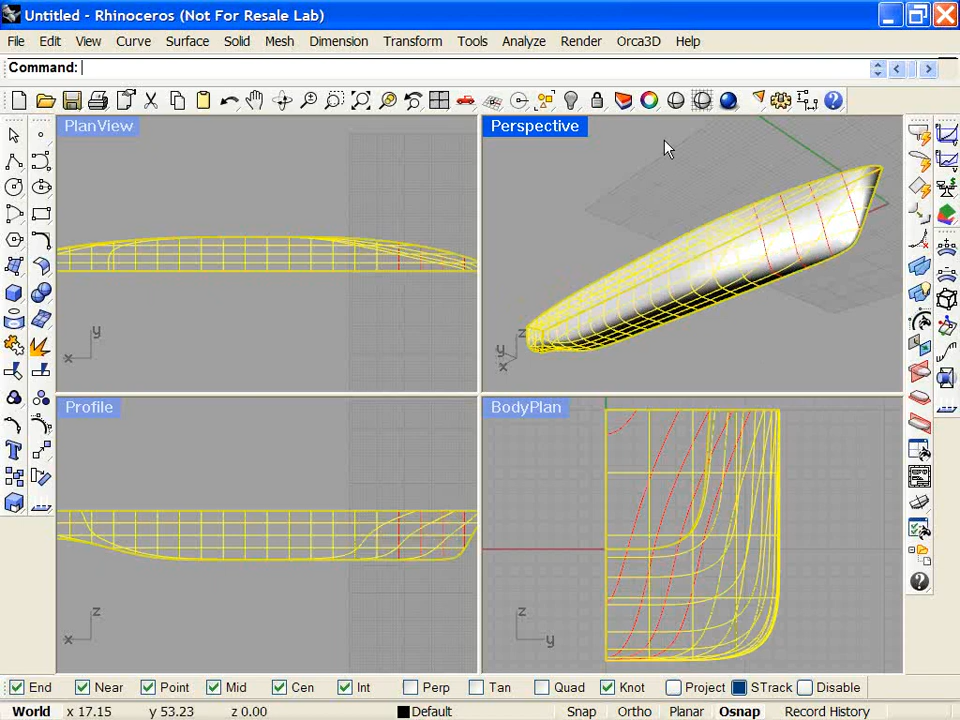 Untitled - Rhinoceros (Not For Resale Lab)
File Edit View Curve Surface Solid Mesh Dimension Transform Tools Analyze Render Orca3D Help
Command:
PlanView
Perspective
y
x
z
y
x
Profile
BodyPlan
z
x
z
y
End Near Point Mid Cen Int Perp Tan Quad Knot Project STrack Disable
World x 17.15 y 53.23 z 0.00 Default Snap Ortho Planar Osnap Record History